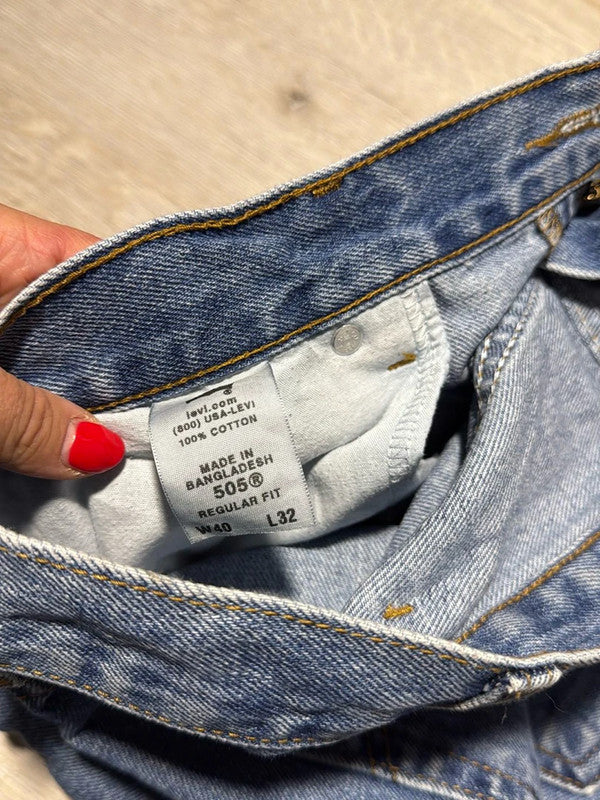 levi.com
(800) USA-LEVI
100% COTTON
MADE IN
BANGLADESH
505®
REGULAR FIT
W40 L32